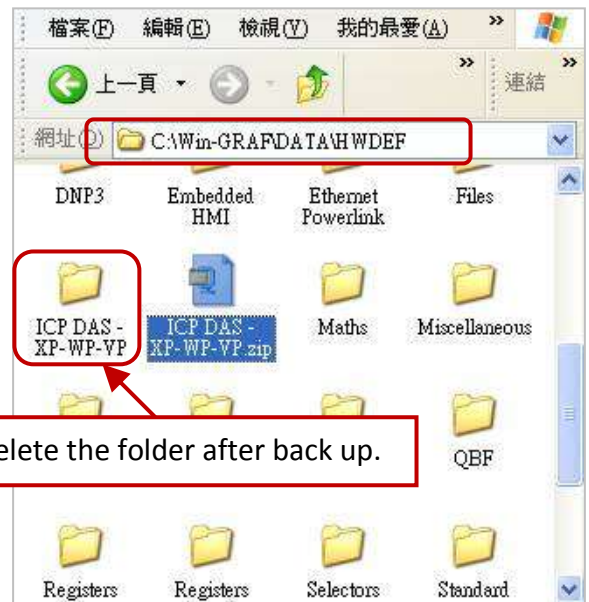 檔案(F) 編輯(E) 檢視(V) 我的最愛(A) »
上一頁 » 連結 »
網址(D) C:\Win-GRAF\DATA\HWDEF
DNP3 Embedded Ethernet Files
HMI Powerlink
ICP DAS - ICP DAS - Maths Miscellaneous
XP-WP-VP XP-WP-VP.zip
elete the folder after back up.
QBF
Registers Registers Selectors Standard